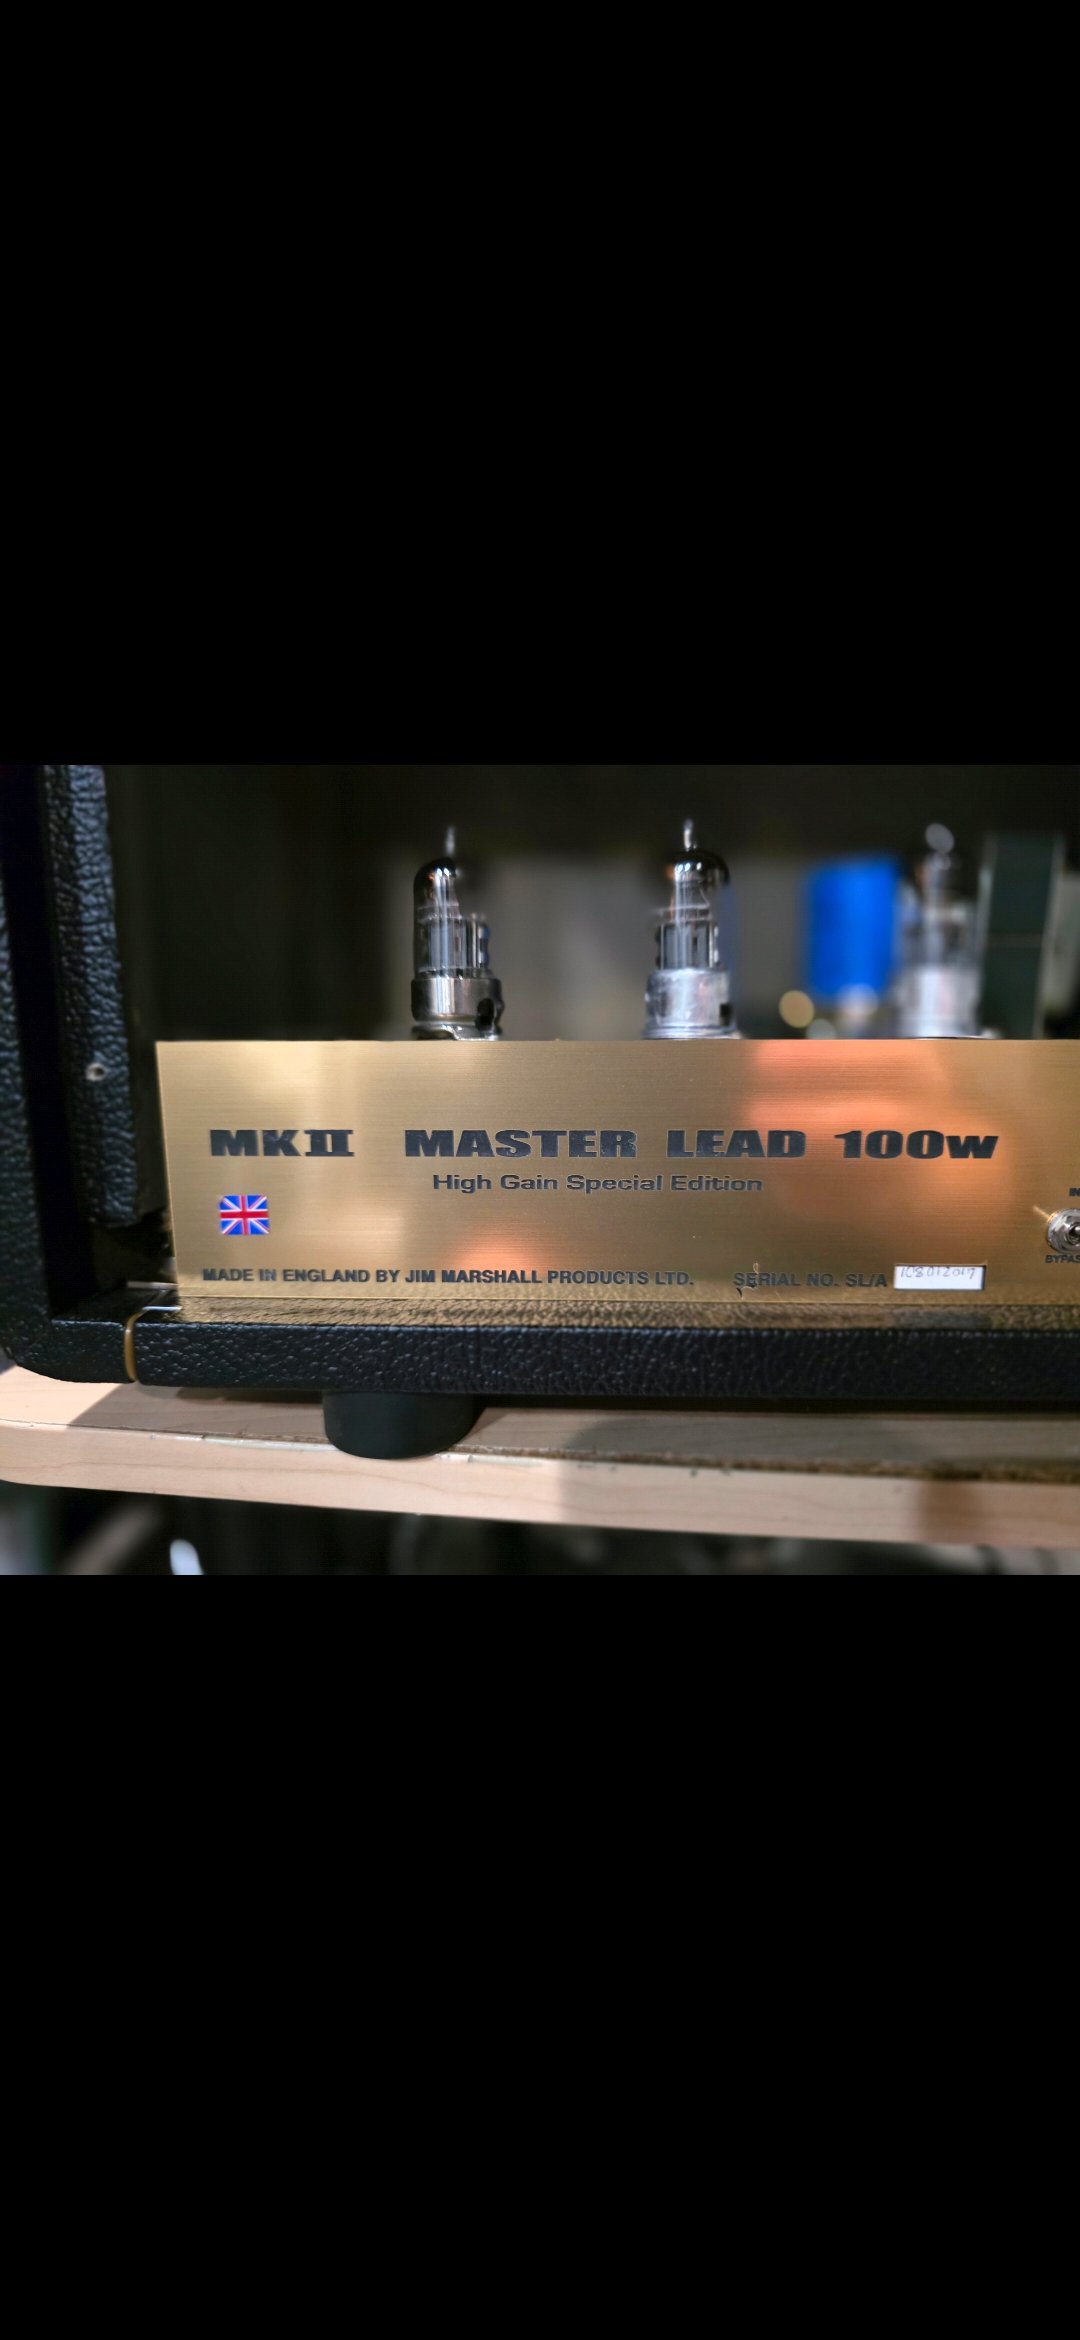 MKII MASTER LEAD 100w
High Gain Special Edition
MADE IN ENGLAND BY JIM MARSHALL PRODUCTS LTD. SERIAL NO. SL/A